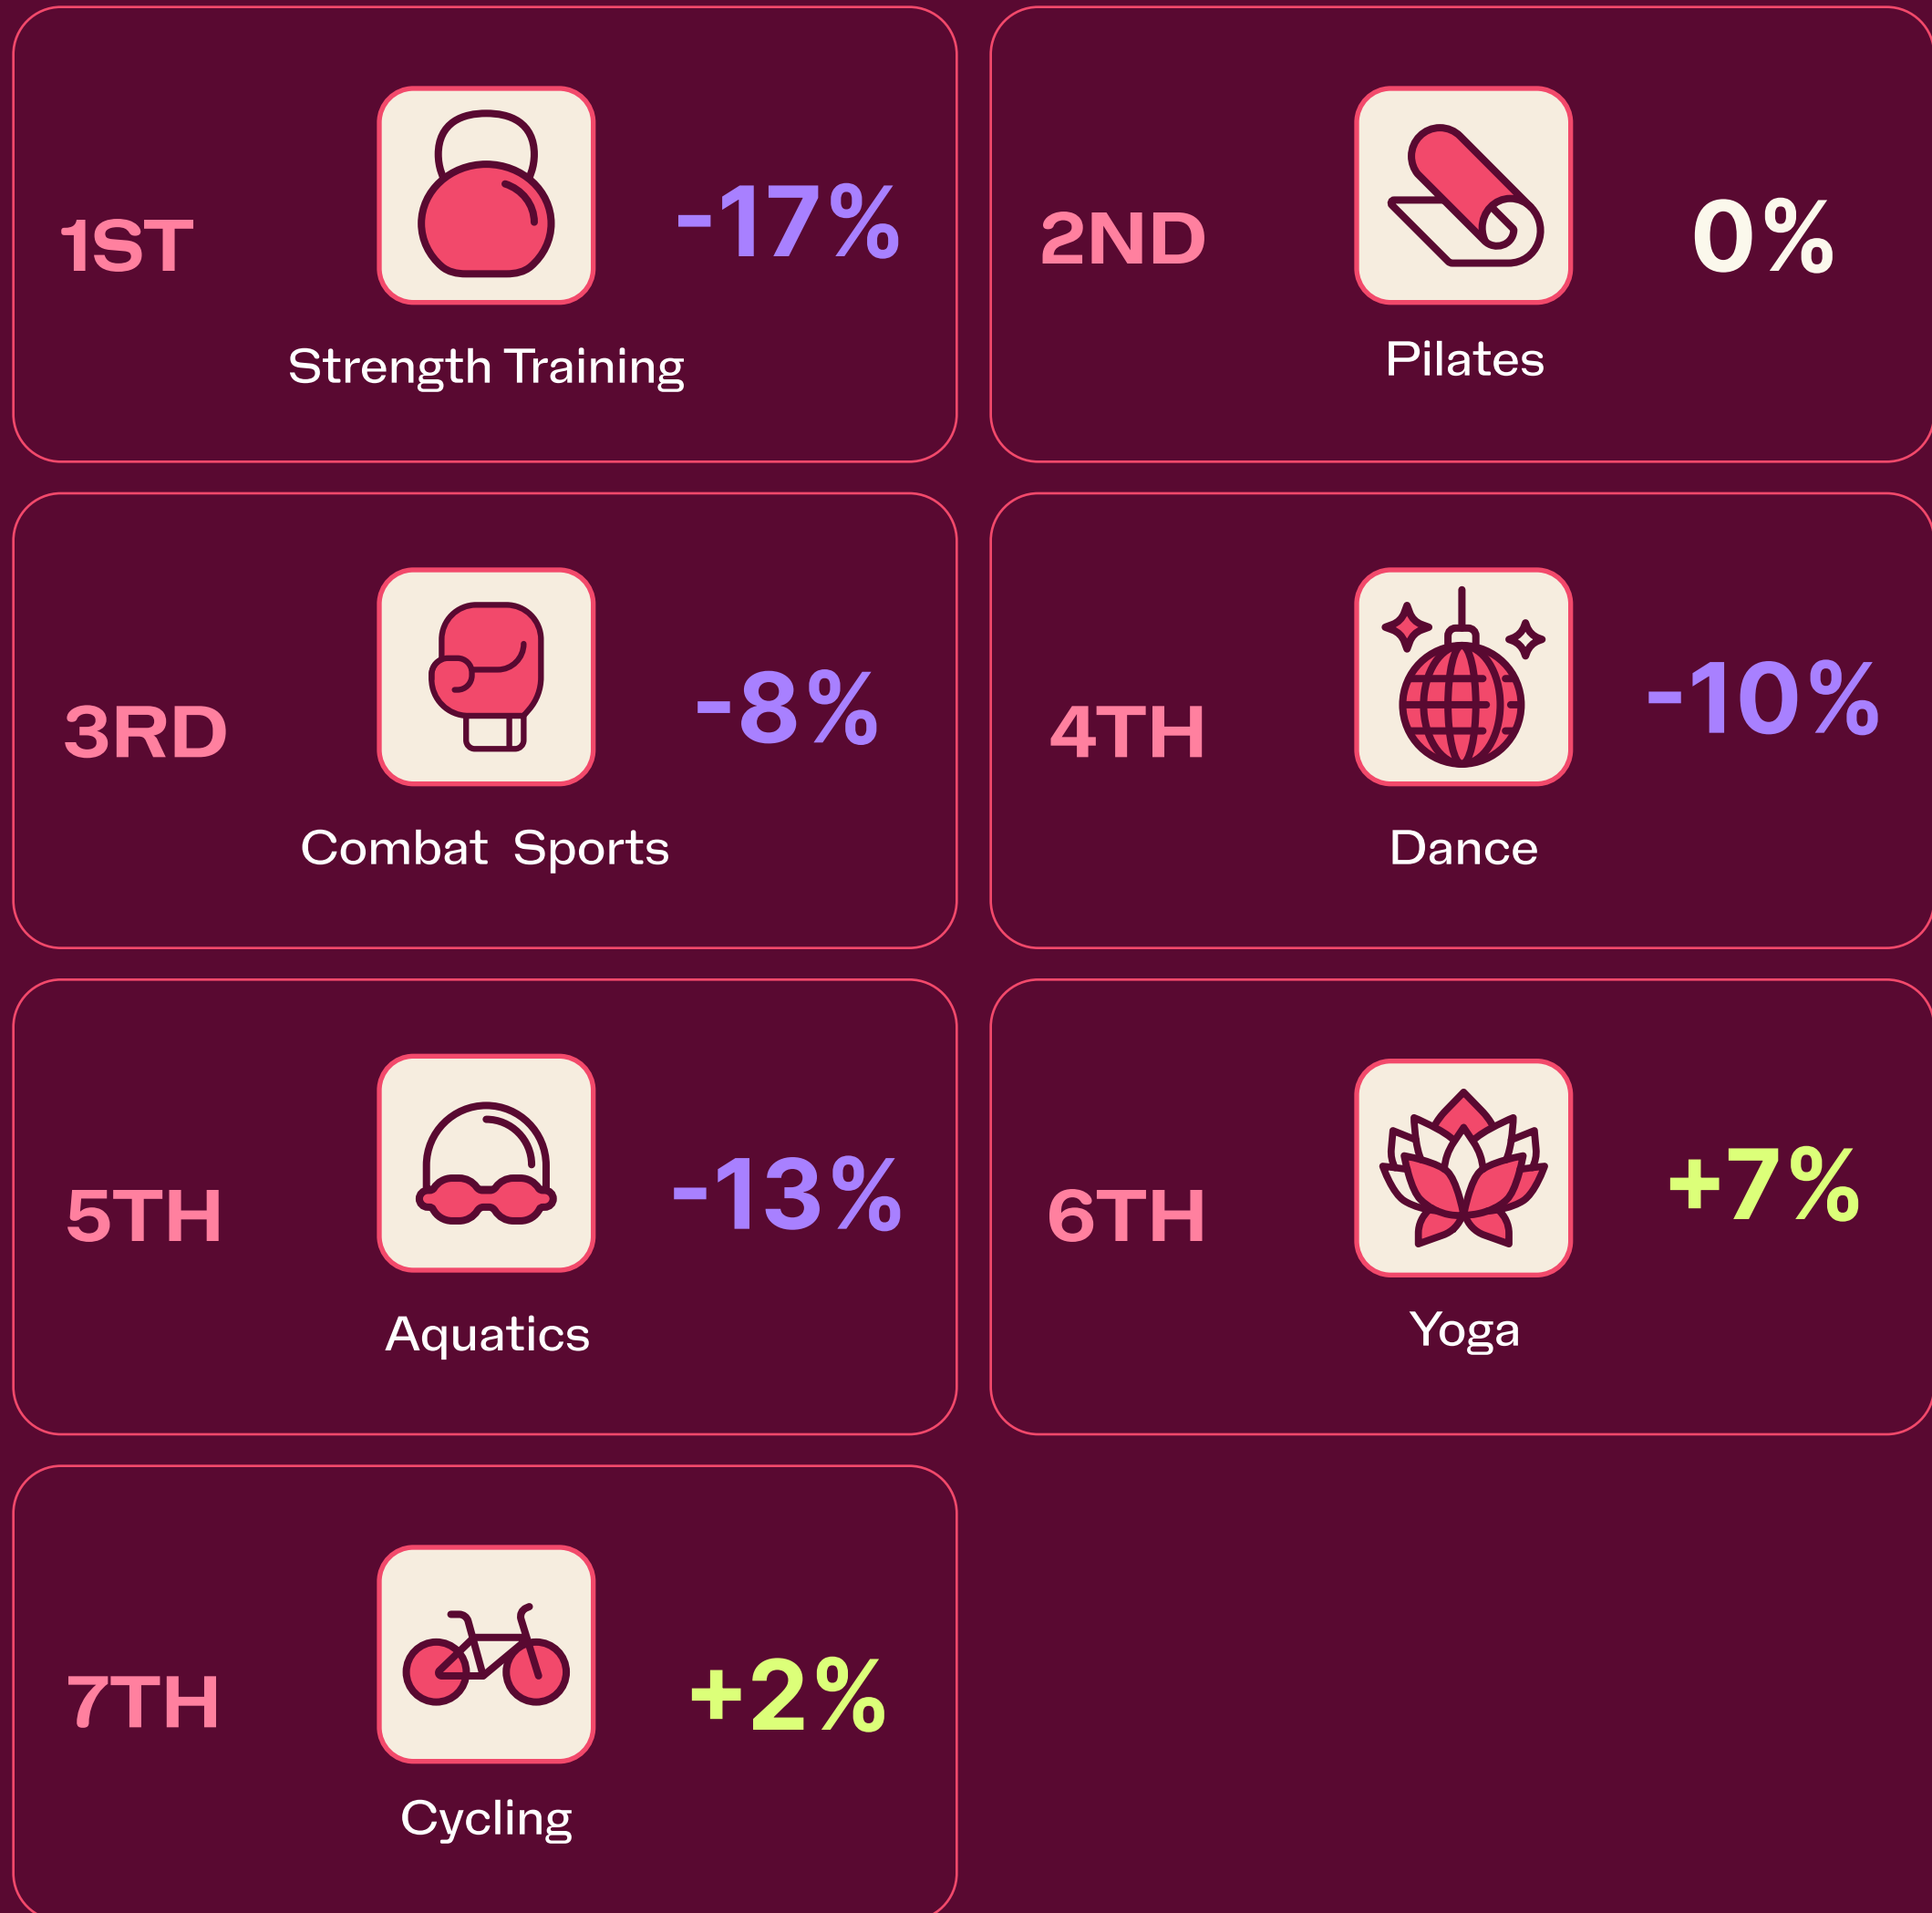 1ST
-17%
Strength Training
2ND
0%
Pilates
3RD
-8%
Combat Sports
4TH
-10%
Dance
5TH
-13%
Aquatics
6TH
+7%
Yoga
7TH
+2%
Cycling